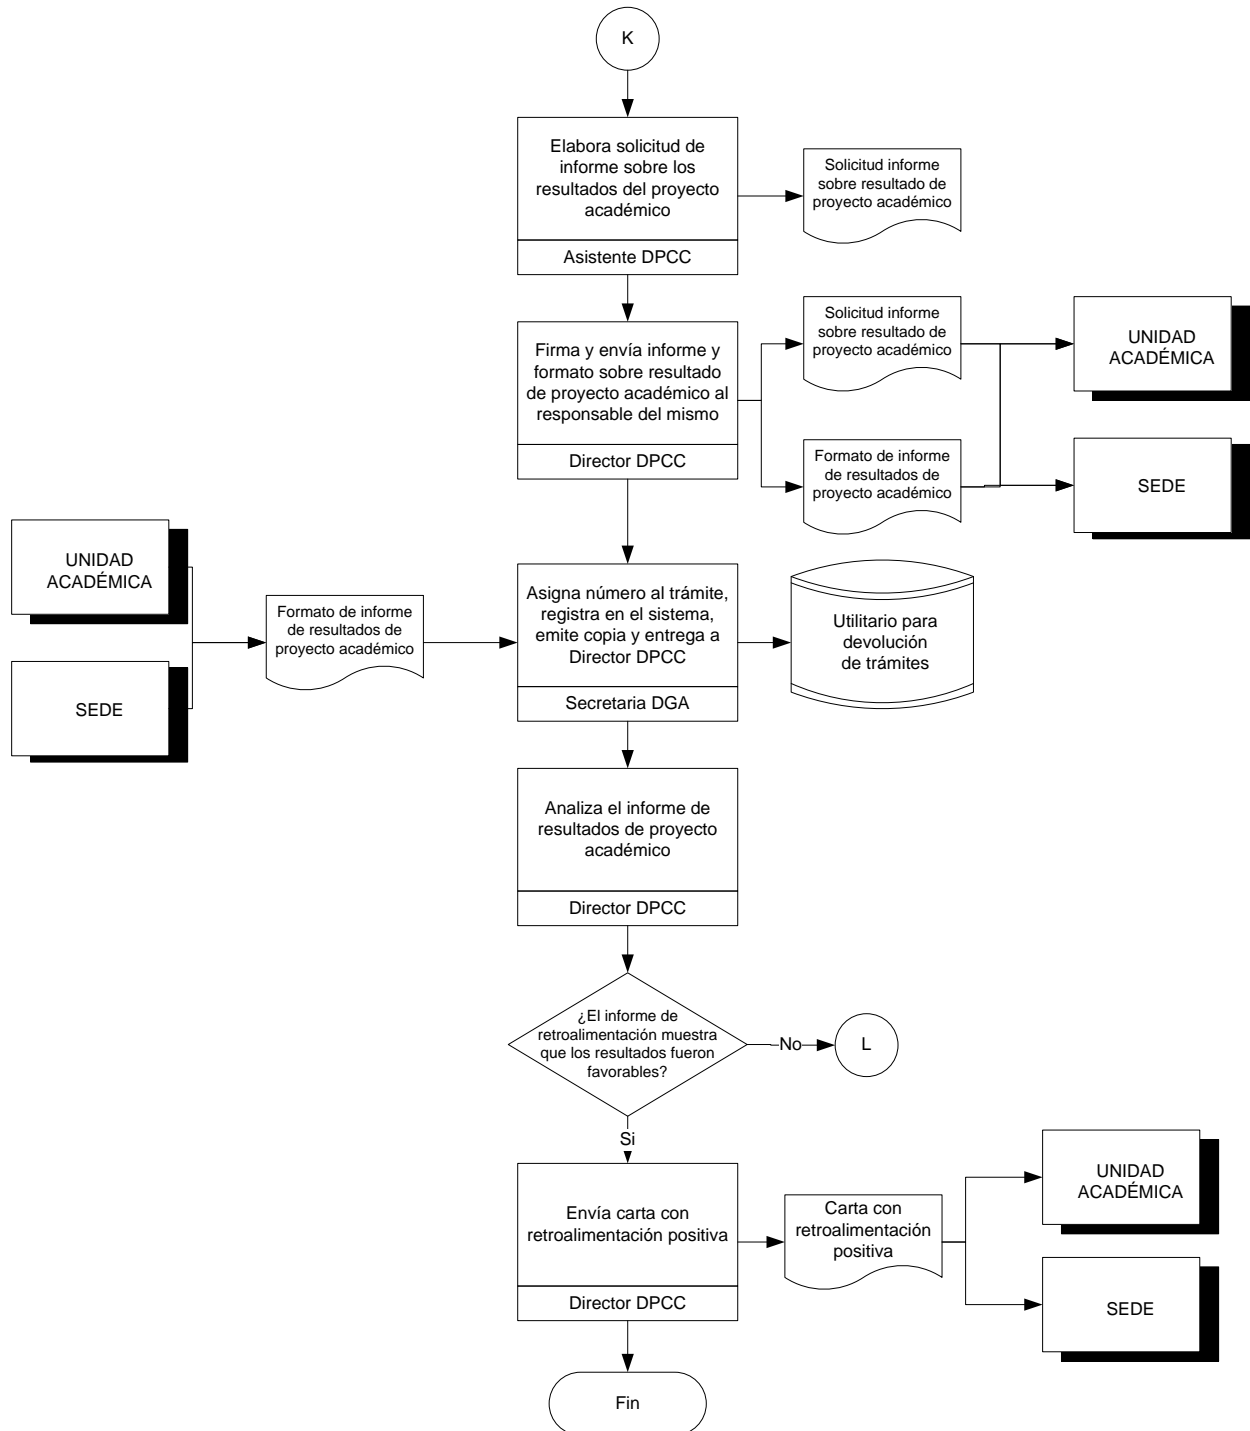 K
Elabora solicitud de
informe sobre los
resultados del proyecto
académico
Asistente DPCC
Solicitud informe
sobre resultado de
proyecto académico
Firma y envía informe y
formato sobre resultado
de proyecto académico al
responsable del mismo
Director DPCC
Solicitud informe
sobre resultado de
proyecto académico
Formato de informe
de resultados de
proyecto académico
UNIDAD
ACADÉMICA
SEDE
UNIDAD
ACADÉMICA
SEDE
Formato de informe
de resultados de
proyecto académico
Asigna número al trámite,
registra en el sistema,
emite copia y entrega a
Director DPCC
Secretaria DGA
Utilitario para
devolución
de trámites
Analiza el informe de
resultados de proyecto
académico
Director DPCC
¿El informe de
retroalimentación muestra
que los resultados fueron
favorables?
No
L
Si
Envía carta con
retroalimentación positiva
Director DPCC
Carta con
retroalimentación
positiva
UNIDAD
ACADÉMICA
SEDE
Fin